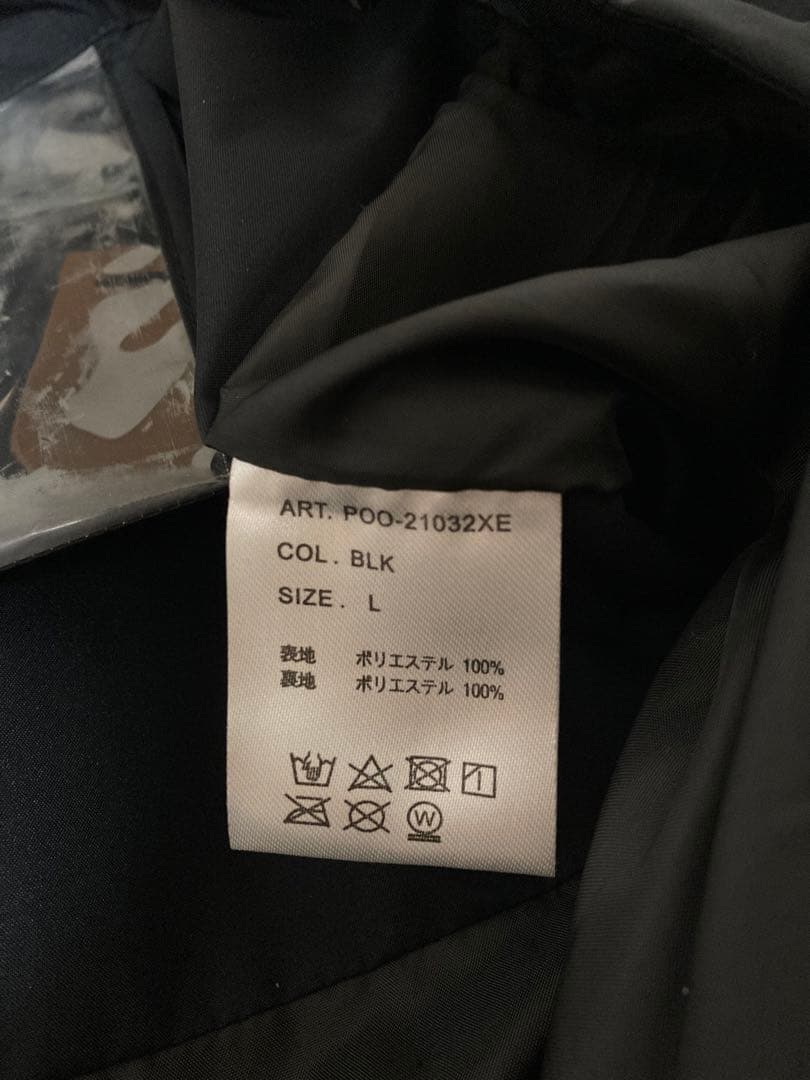 ART. POO-21032XE
COL. BLK
SIZE. L
表地 ポリエステル 100%
裏地 ポリエステル 100%
W